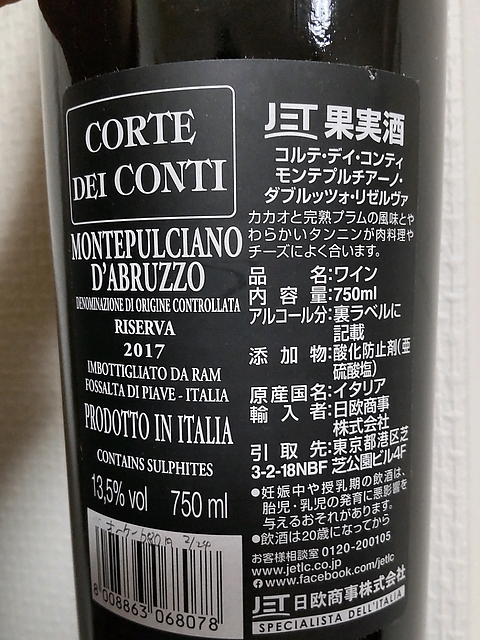 CORTE
DEI CONTI
MONTEPULCIANO
D'ABRUZZO
DENOMINAZIONE DI ORIGINE CONTROLLATA
RISERVA
2017
IMBOTTIGLIATO DA RAM
FOSSALTA DI PIAVE - ITALIA
PRODOTTO IN ITALIA
CONTAINS SULPHITES
13,5% vol 750 ml
2/24
8 008863 068078
JET 果実酒
コルテ・デイ・コンティ
モンテプルチアーノ・
ダブルッツォ・リゼルヴァ
カカオと完熟プラムの風味とや
わらかいタンニンが肉料理や
チーズによく合います。
品名:ワイン
内容量:750ml
アルコール分:裏ラベルに
記載
添加物:酸化防止剤(亜
硫酸塩)
原産国名:イタリア
輸入者:日欧商事
株式会社
引取先:東京都港区芝
3-2-18NBF 芝公園ビル4F
●妊娠中や授乳期の飲酒は、
胎児・乳児の発育に悪影響を
与えるおそれがあります。
●飲酒は20歳になってから
お客様相談室 0120-200105
www.jetlc.co.jp
www.facebook.com/jetlc
JET 日欧商事株式会社
SPECIALISTA DELL'ITALIA